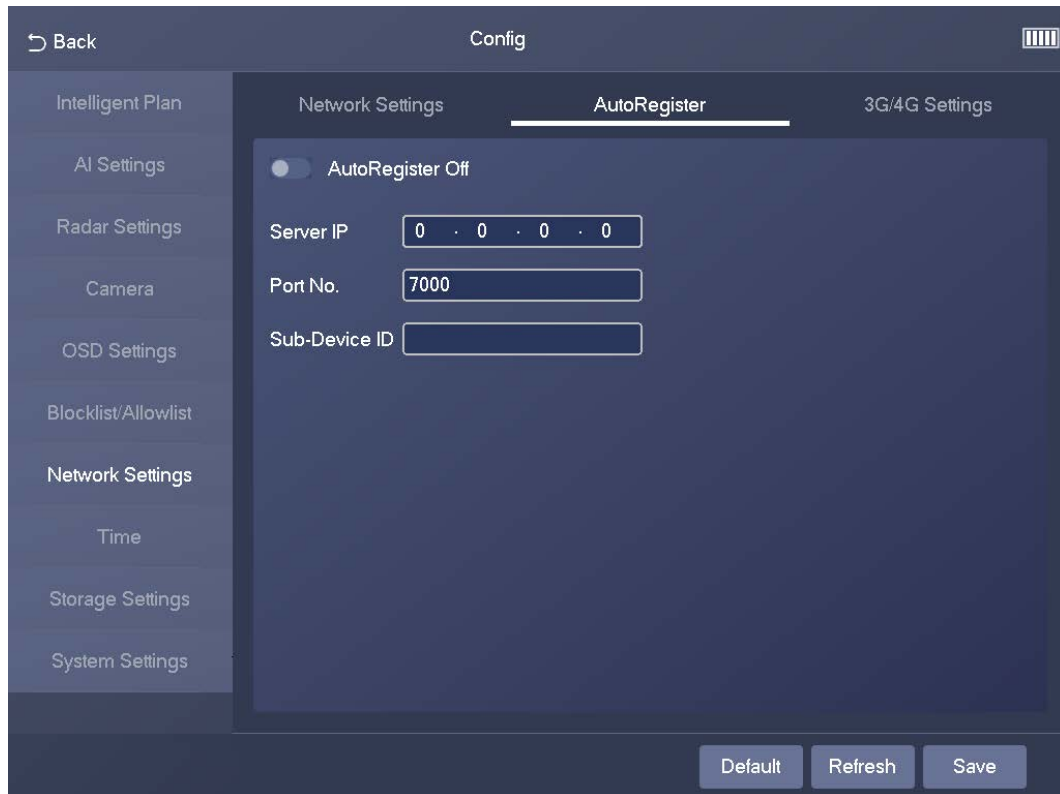 Back
Config
Intelligent Plan
AI Settings
Radar Settings
Camera
OSD Settings
Blocklist/Allowlist
Network Settings
Time
Storage Settings
System Settings
Network Settings
AutoRegister
3G/4G Settings
AutoRegister Off
Server IP 0 . 0 . 0 . 0
Port No. 7000
Sub-Device ID
Default
Refresh
Save